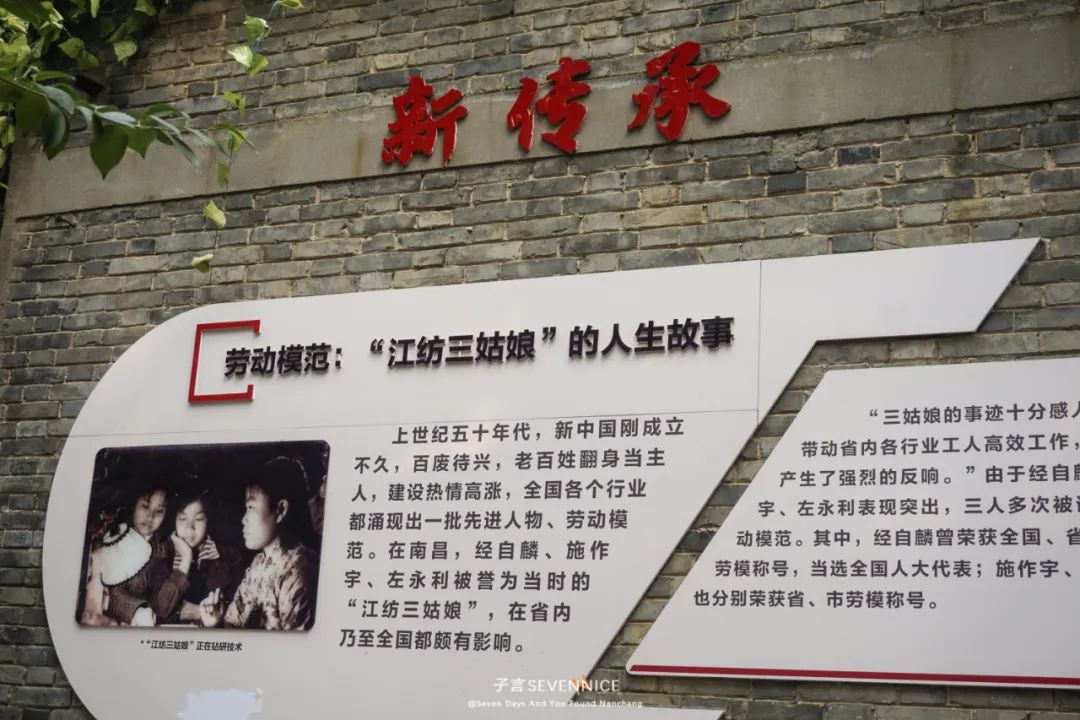 新传承
劳动模范：“江纺三姑娘”的人生故事
上世纪五十年代，新中国刚成立
不久，百废待兴，老百姓翻身当主
人，建设热情高涨，全国各个行业
都涌现出一批先进人物、劳动模
范。在南昌，经自麟、施作
宇、左永利被誉为当时的
“江纺三姑娘”，在省内
乃至全国都颇有影响。
“‘江纺三姑娘’正在钻研技术
“三姑娘的事迹十分感人
带动省内各行业工人高效工作，
产生了强烈的反响。”由于经自麟
宇、左永利表现突出，三人多次被
动模范。其中，经自麟曾荣获全国、省
劳模称号，当选全国人大代表；施作宇、
也分别荣获省、市劳模称号。
子言SEVENNICE
@Seven Days And You Found Nanchang